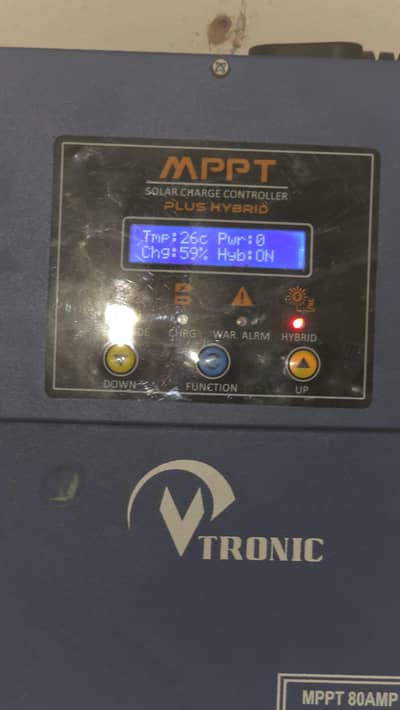 MPPT
SOLAR CHARGE CONTROLLER
PLUS HYBRID
Tmp:26c Pwr:0
Chg:59% Hyb:ON
CHRG WAR. ALRM HYBRID
DOWN FUNCTION UP
V TRONIC
MPPT 80AMP